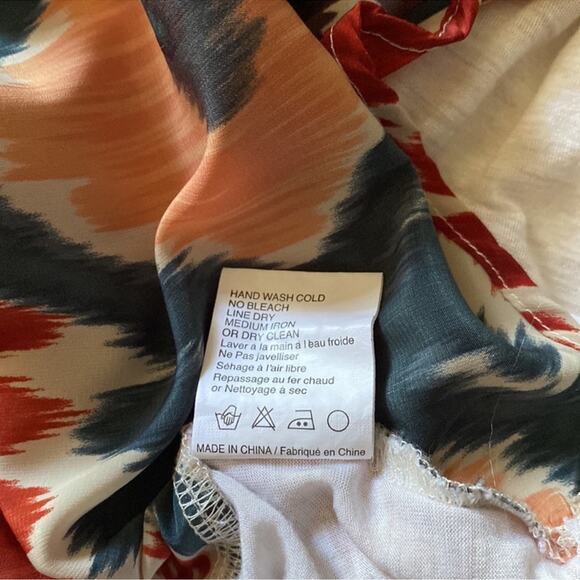 HAND WASH COLD
NO BLEACH
LINE DRY
MEDIUM IRON
OR DRY CLEAN
Laver à la main a l eau froide
Ne Pas javelliser
Séhage à l'air libre
Repassage au fer chaud
or Nettoyage à sec
MADE IN CHINA / Fabriqué en Chine